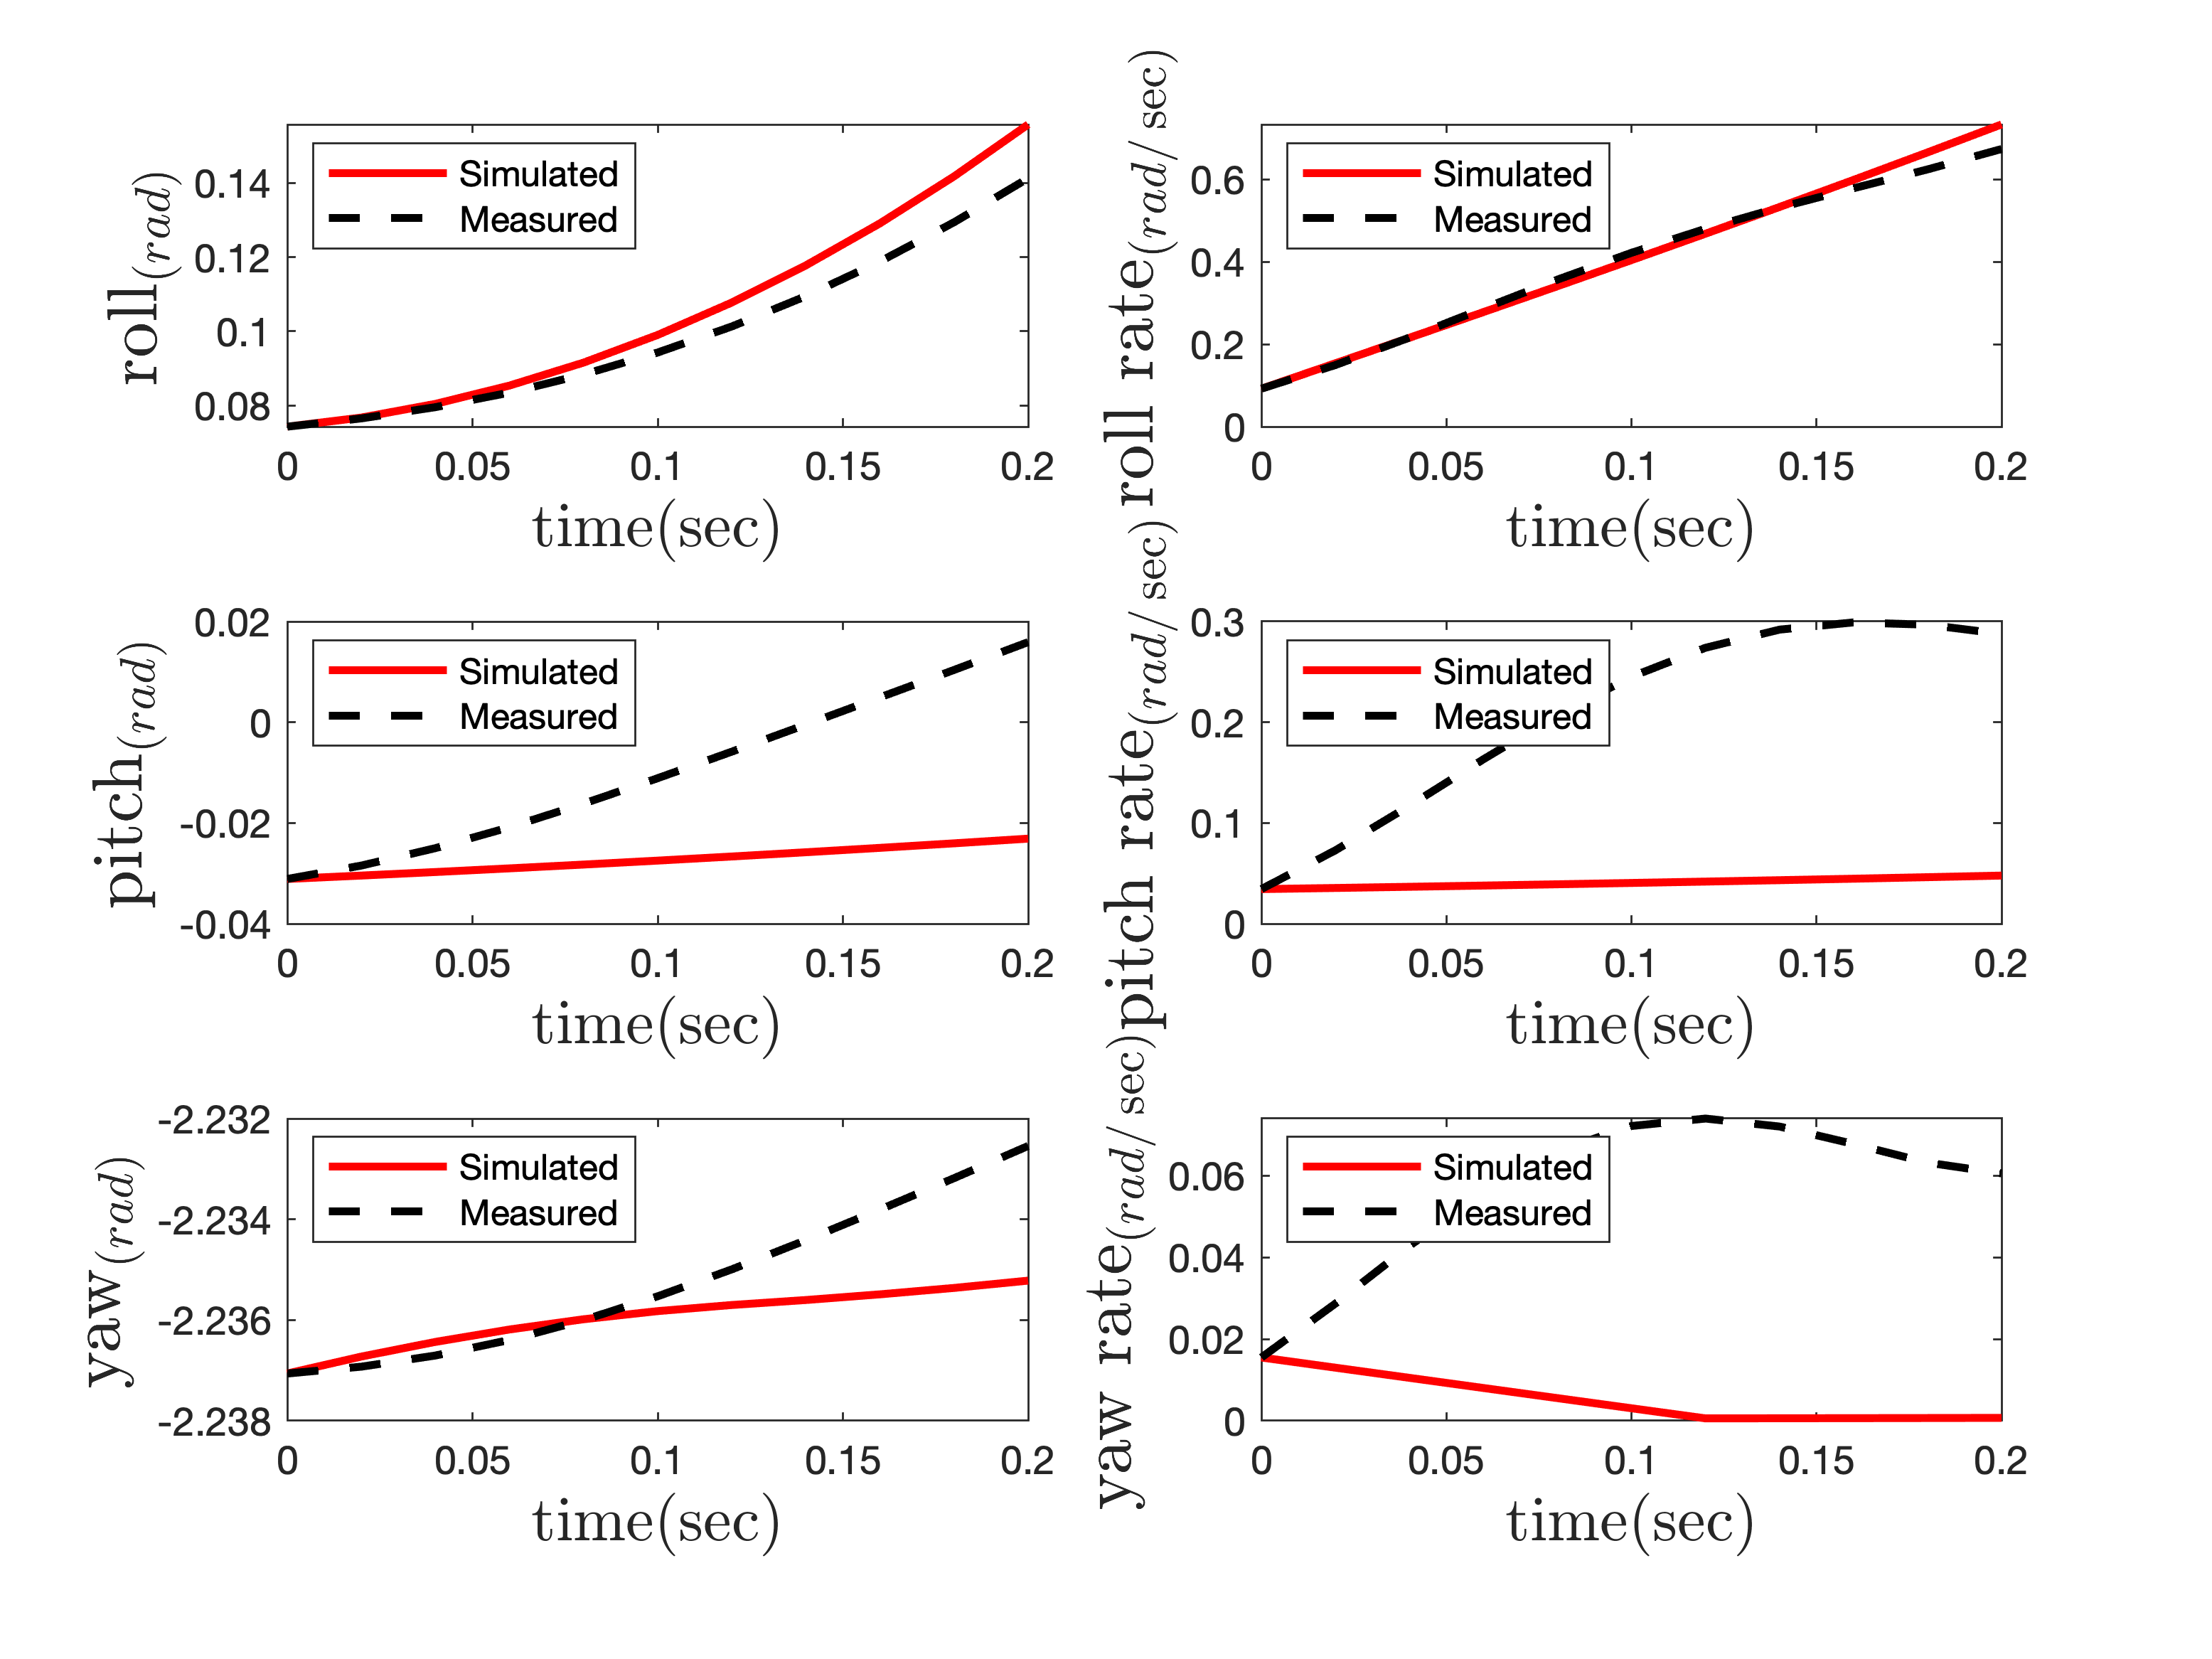 roll(rad)
Simulated
Measured
0.14
0.12
0.1
0.08
0 0.05 0.1 0.15 0.2
time(sec)
roll rate(rad/ sec)
Simulated
Measured
0.6
0.4
0.2
0
0 0.05 0.1 0.15 0.2
time(sec)
pitch(rad)
Simulated
Measured
0.02
0
-0.02
-0.04
0 0.05 0.1 0.15 0.2
time(sec)
pitch rate(rad/ sec)
Simulated
Measured
0.3
0.2
0.1
0
0 0.05 0.1 0.15 0.2
time(sec)
yaw(rad)
Simulated
Measured
-2.232
-2.234
-2.236
-2.238
0 0.05 0.1 0.15 0.2
time(sec)
yaw rate(rad/ sec)
Simulated
Measured
0.06
0.04
0.02
0
0 0.05 0.1 0.15 0.2
time(sec)